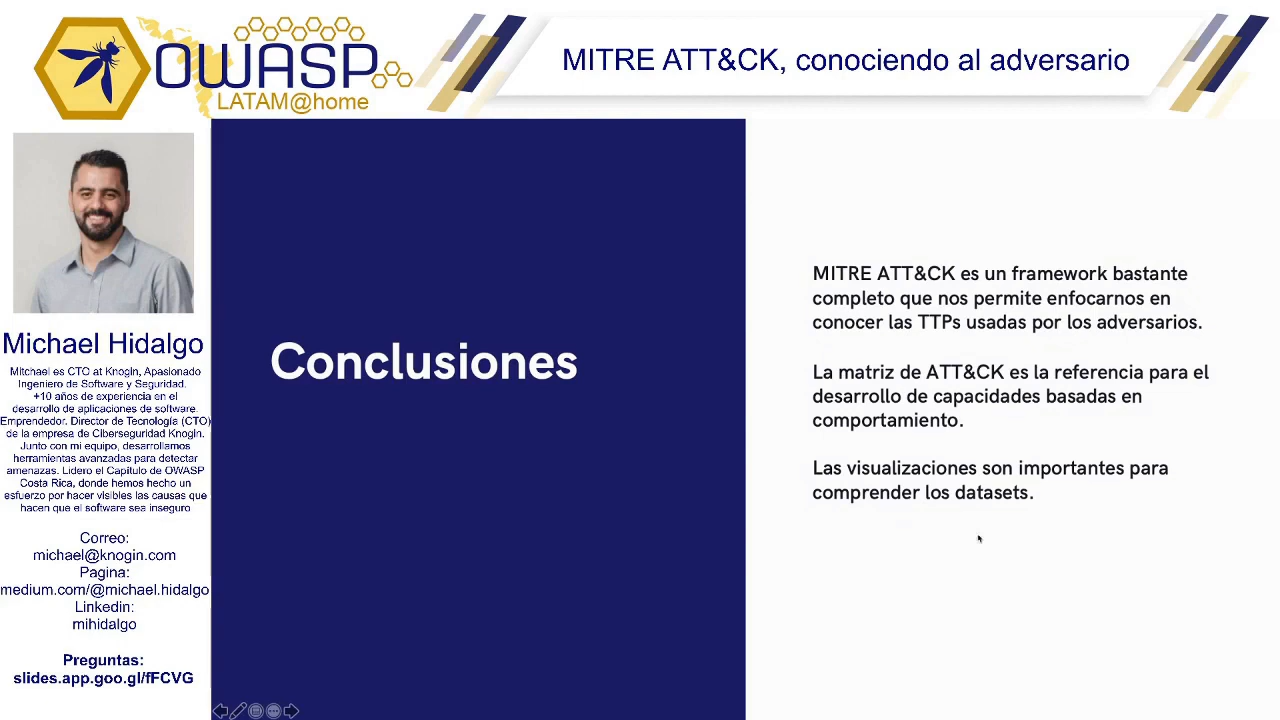 OWASP
LATAM@home
MITRE ATT&CK, conociendo al adversario
Michael Hidalgo
Mitchael es CTO at Knogin, Apasionado
Ingeniero de Software y Seguridad.
+10 años de experiencia en el
desarrollo de aplicaciones de software.
Emprendedor. Director de Tecnología (CTO)
de la empresa de Ciberseguridad Knogin.
Junto con mi equipo, desarrollamos
herramientas avanzadas para detectar
amenazas. Lidero el Capítulo de OWASP
Costa Rica, donde hemos hecho un
esfuerzo por hacer visibles las causas que
hacen que el software sea inseguro
Correo:
michael@knogin.com
Pagina:
medium.com/@michael.hidalgo
Linkedin:
mihidalgo
Preguntas:
slides.app.goo.gl/fFCVG
Conclusiones
MITRE ATT&CK es un framework bastante
completo que nos permite enfocarnos en
conocer las TTPs usadas por los adversarios.
La matriz de ATT&CK es la referencia para el
desarrollo de capacidades basadas en
comportamiento.
Las visualizaciones son importantes para
comprender los datasets.